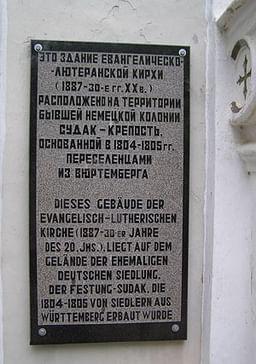 ЭТО ЗДАНИЕ ЕВАНГЕЛИЧЕСКО-
-ЛЮТЕРАНСКОЙ КИРХИ
(1887-30-Е ГГ. XX В.)
РАСПОЛОЖЕНО НА ТЕРРИТОРИИ
БЫВШЕЙ НЕМЕЦКОЙ КОЛОНИИ
СУДАК-КРЕПОСТЬ,
ОСНОВАННОЙ В 1804-1805 ГГ.
ПЕРЕСЕЛЕНЦАМИ
ИЗ ВЮРТЕМБЕРГА
DIESES GEBÄUDE DER
EVANGELISCH-LUTHERISCHEN
KIRCHE (1887-30-ER JAHRE
DES 20. JHS.), LIEGT AUF DEM
GELÄNDE DER EHEMALIGEN
DEUTSCHEN SIEDLUNG,
DER FESTUNG-SUDAK, DIE
1804-1805 VON SIEDLERN AUS
WÜRTTEMBERG ERBAUT WURDE